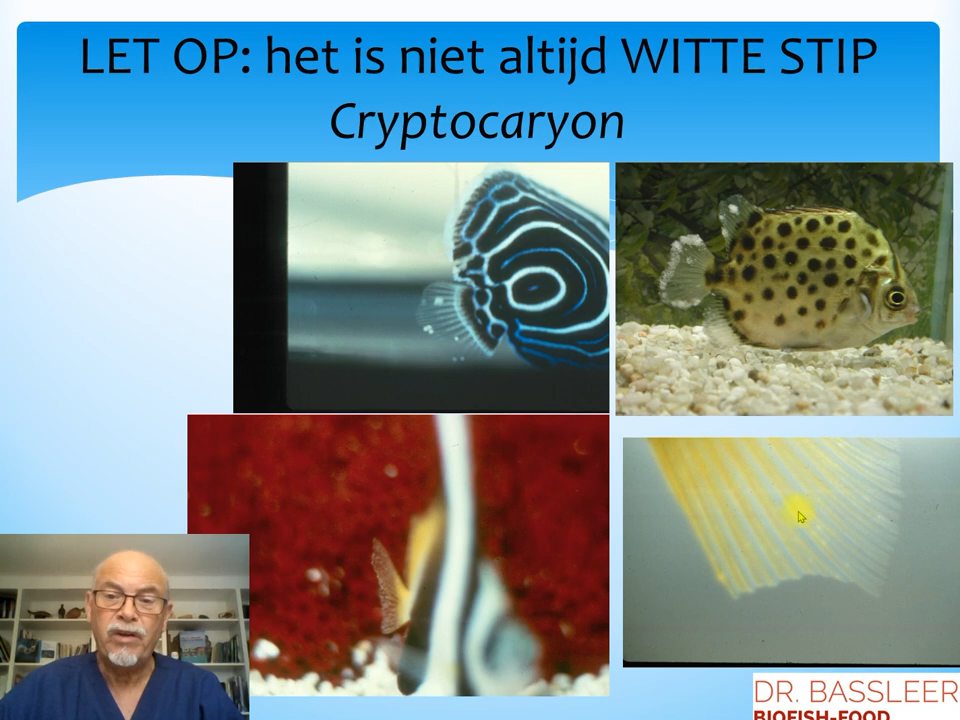 LET OP: het is niet altijd WITTE STIP
Cryptocaryon
DR. BASSLEER
BIOFISH-FOOD